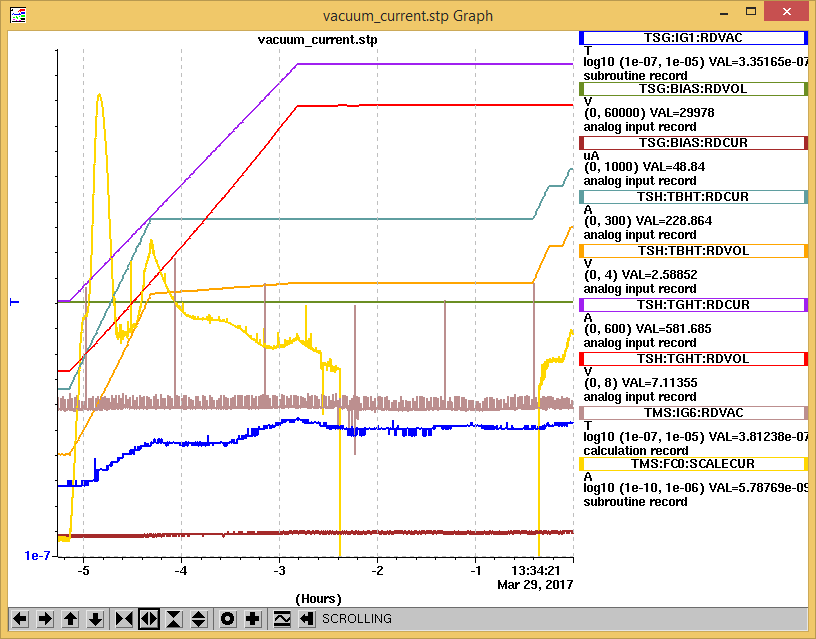 vacuum_current.stp Graph
vacuum_current.stp
TSG:IG1:RDVAC
T
log10 (1e-07, 1e-05) VAL=3.35165e-07
subroutine record
TSG:BIAS:RDVOL
V
(0, 60000) VAL=29978
analog input record
TSG:BIAS:RDCUR
uA
(0, 1000) VAL=48.84
analog input record
TSH:TBHT:RDCUR
A
(0, 300) VAL=228.864
analog input record
TSH:TBHT:RDVOL
V
(0, 4) VAL=2.58852
analog input record
TSH:TGHT:RDCUR
A
(0, 600) VAL=581.685
analog input record
TSH:TGHT:RDVOL
V
(0, 8) VAL=7.11355
analog input record
TMS:IG6:RDVAC
T
log10 (1e-07, 1e-05) VAL=3.81238e-07
calculation record
TMS:FC0:SCALECUR
A
log10 (1e-10, 1e-06) VAL=5.78769e-09
subroutine record
T
1e-7
-5 -4 -3 -2 -1 13:34:21
Mar 29, 2017
(Hours)
SCROLLING